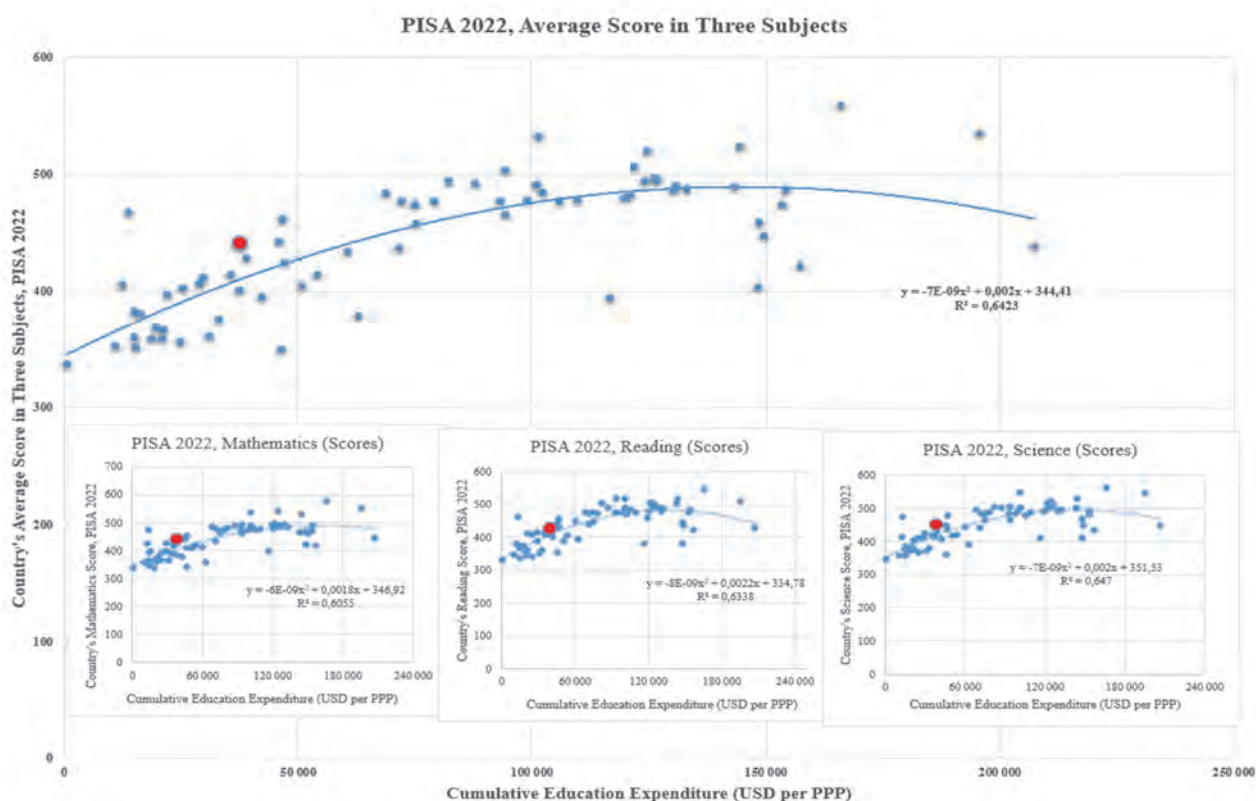 PISA 2022, Average Score in Three Subjects
Country's Average Score in Three Subjects, PISA 2022
600
500
400
300
200
100
0
y = -7E-09x² + 0,002x + 344,41
R² = 0,6423
PISA 2022, Mathematics (Scores)
Country's Mathematics Score, PISA 2022
700
600
500
400
300
200
100
0
y = -6E-09x² + 0,0018x + 346,92
R² = 0,6055
0 60 000 120 000 180 000 240 000
Cumulative Education Expenditure (USD per PPP)
PISA 2022, Reading (Scores)
Country's Reading Score, PISA 2022
600
500
400
300
200
100
0
y = -8E-09x² + 0,0022x + 334,78
R² = 0,6338
0 60 000 120 000 180 000 240 000
Cumulative Education Expenditure (USD per PPP)
PISA 2022, Science (Scores)
Country's Science Score, PISA 2022
600
500
400
300
200
100
0
y = -7E-09x² + 0,002x + 351,53
R² = 0,647
0 60 000 120 000 180 000 240 000
Cumulative Education Expenditure (USD per PPP)
0 50 000 100 000 150 000 200 000 250 000
Cumulative Education Expenditure (USD per PPP)